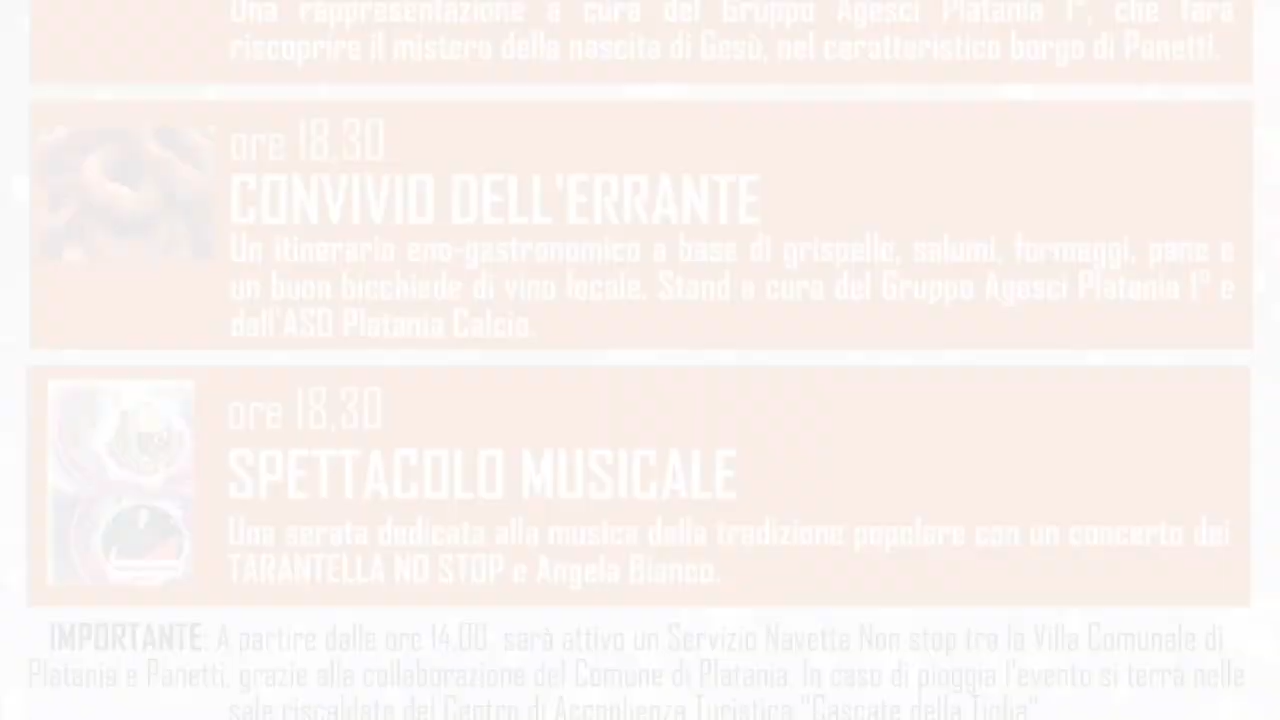 Una rappresentazione a cura del Gruppo Agesci Platania 1°, che farà
riscoprire il mistero della nascita di Gesù, nel caratteristico borgo di Panetti.
ore 18,30
CONVIVIO DELL'ERRANTE
Un itinerario eno-gastronomico a base di grispelle, salumi, formaggi, pane e
un buon bicchiede di vino locale. Stand a cura del Gruppo Agesci Platania 1° e
dell'ASD Platania Calcio.
ore 18,30
SPETTACOLO MUSICALE
Una serata dedicata alla musica della tradizione popolare con un concerto dei
TARANTELLA NO STOP e Angela Bianco.
IMPORTANTE: A partire dalle ore 14.00 sarà attivo un Servizio Navetta Non stop tra la Villa Comunale di
Platania e Panetti, grazie alla collaborazione del Comune di Platania. In caso di pioggia l'evento si terrà nelle
sale riscaldate del Centro di Accoglienza Turistica "Cascate della Tiglia"